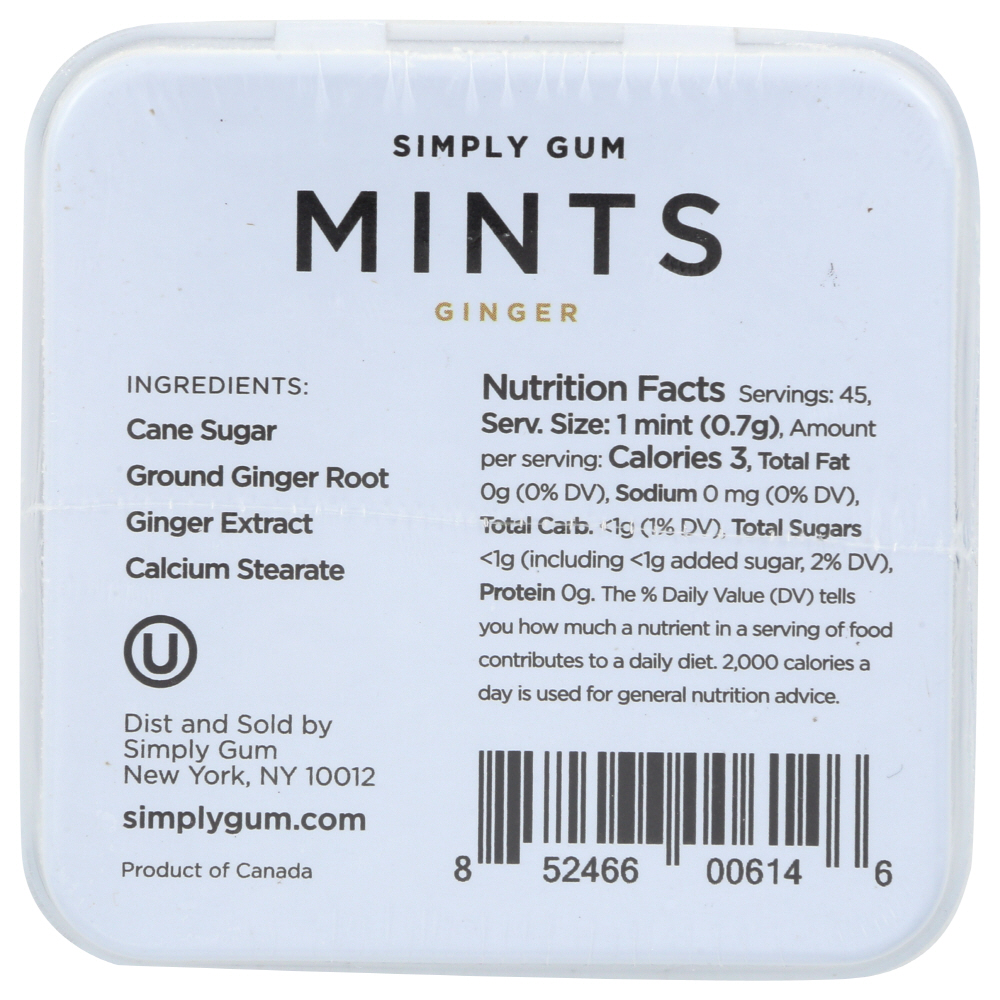 SIMPLY GUM
MINTS
GINGER
INGREDIENTS:
Cane Sugar
Ground Ginger Root
Ginger Extract
Calcium Stearate
U
Dist and Sold by
Simply Gum
New York, NY 10012
simplygum.com
Product of Canada
Nutrition Facts Servings: 45,
Serv. Size: 1 mint (0.7g), Amount
per serving: Calories 3, Total Fat
0g (0% DV), Sodium 0 mg (0% DV),
Total Carb. <1g (1% DV), Total Sugars
<1g (including <1g added sugar, 2% DV),
Protein 0g. The % Daily Value (DV) tells
you how much a nutrient in a serving of food
contributes to a daily diet. 2,000 calories a
day is used for general nutrition advice.
8 52466 00614 6